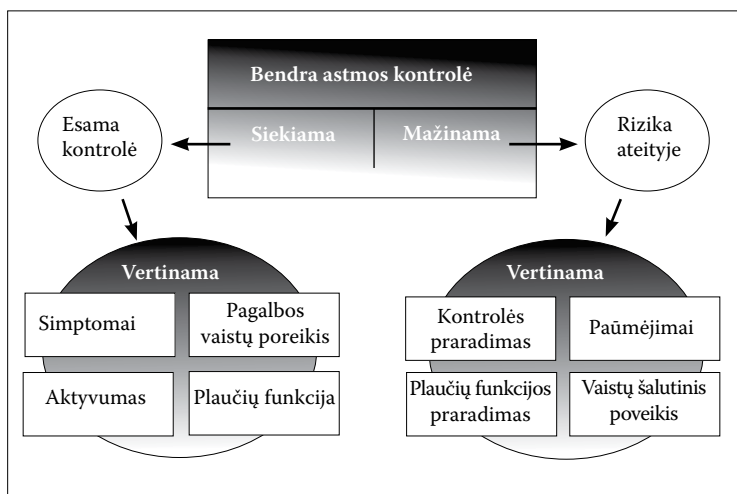 Bendra astmos kontrolė
Siekiama
Mažinama
Esama
kontrolė
Rizika
ateityje
Vertinama
Simptomai
Pagalbos
vaistų poreikis
Aktyvumas
Plaučių funkcija
Vertinama
Kontrolės
praradimas
Paūmėjimai
Plaučių funkcijos
praradimas
Vaistų šalutinis
poveikis